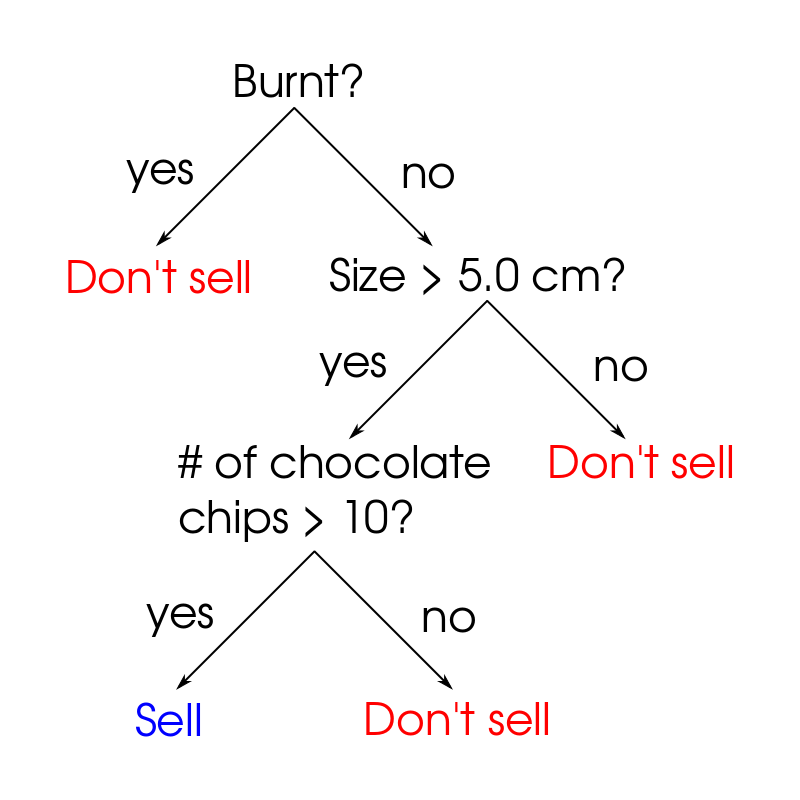 Burnt?
yes
no
Don't sell
Size > 5.0 cm?
yes
no
# of chocolate
chips > 10?
Don't sell
yes
no
Sell
Don't sell